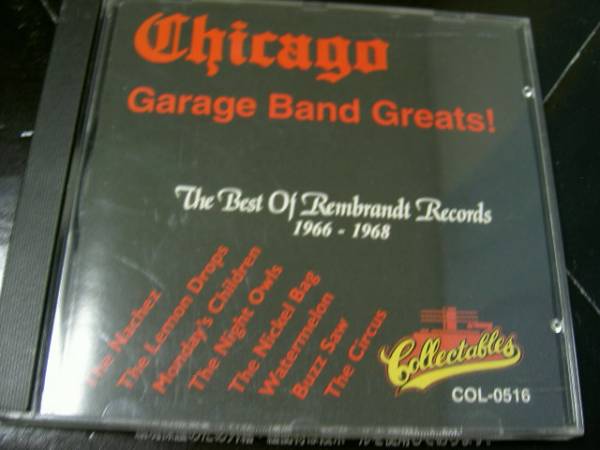 Chicago
Garage Band Greats!
The Best Of Rembrandt Records
1966 - 1968
The Nachez
The Lemon Drops
Monday's Children
The Night Owls
The Nickel Bag
Watermelon
Buzz Saw
The Circus
Collectables
COL-0516